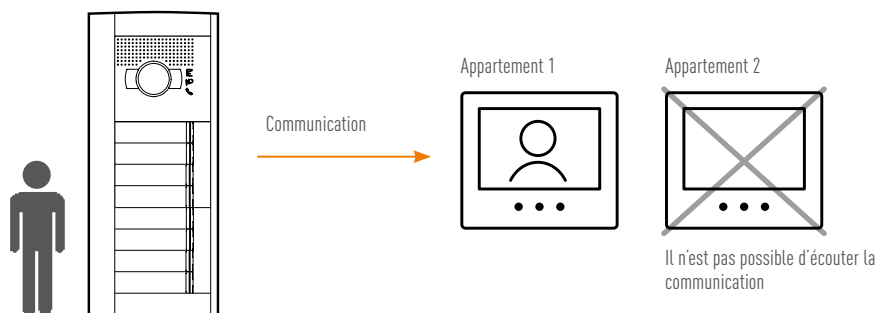 Communication
Appartement 1
Appartement 2
Il n'est pas possible d'écouter la
communication